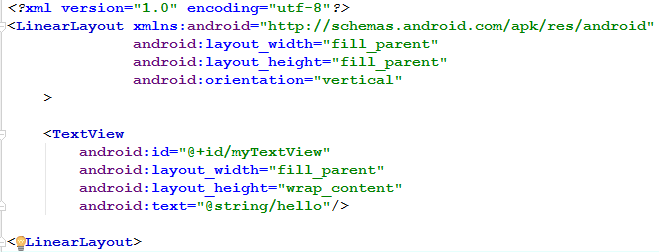 <?xml version="1.0" encoding="utf-8"?>
<LinearLayout xmlns:android="http://schemas.android.com/apk/res/android"
android:layout_width="fill_parent"
android:layout_height="fill_parent"
android:orientation="vertical"
>
<TextView
android:id="@+id/myTextView"
android:layout_width="fill_parent"
android:layout_height="wrap_content"
android:text="@string/hello"/>
<LinearLayout>